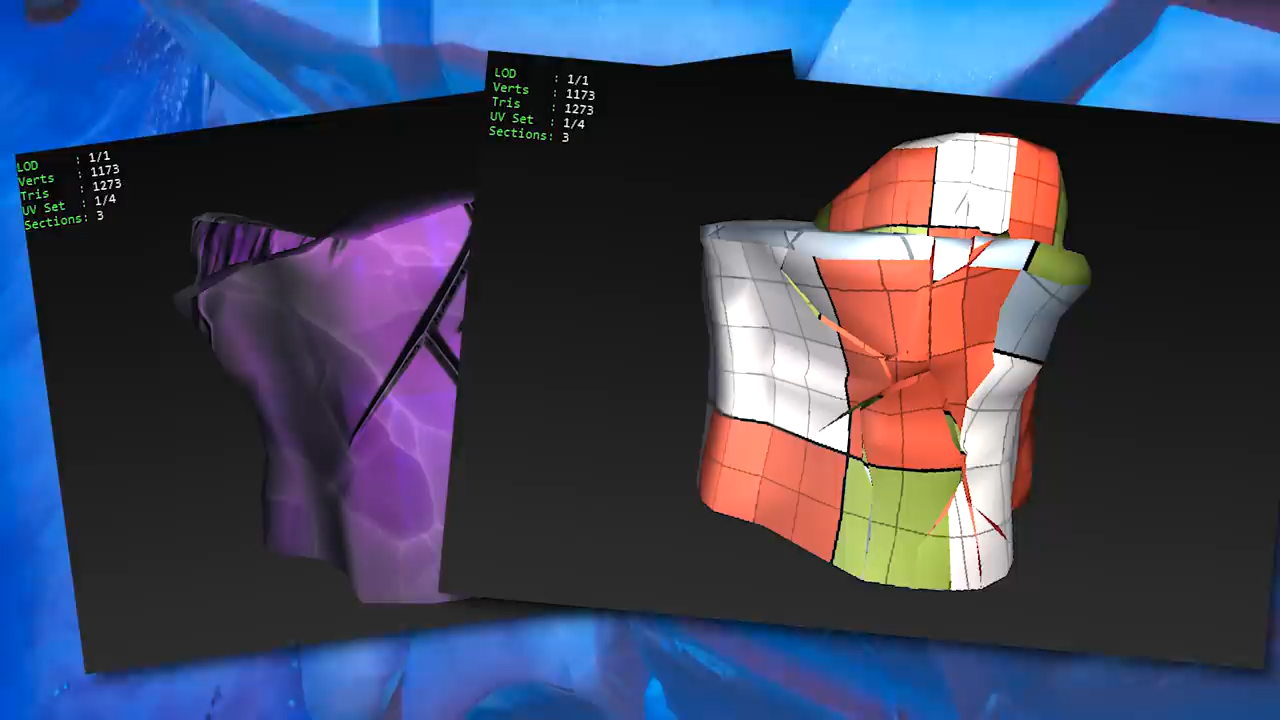 LOD : 1/1
Verts : 1173
Tris : 1273
UV Set : 1/4
Sections: 3
LOD : 1/1
Verts : 1173
Tris : 1273
UV Set : 1/4
Sections: 3